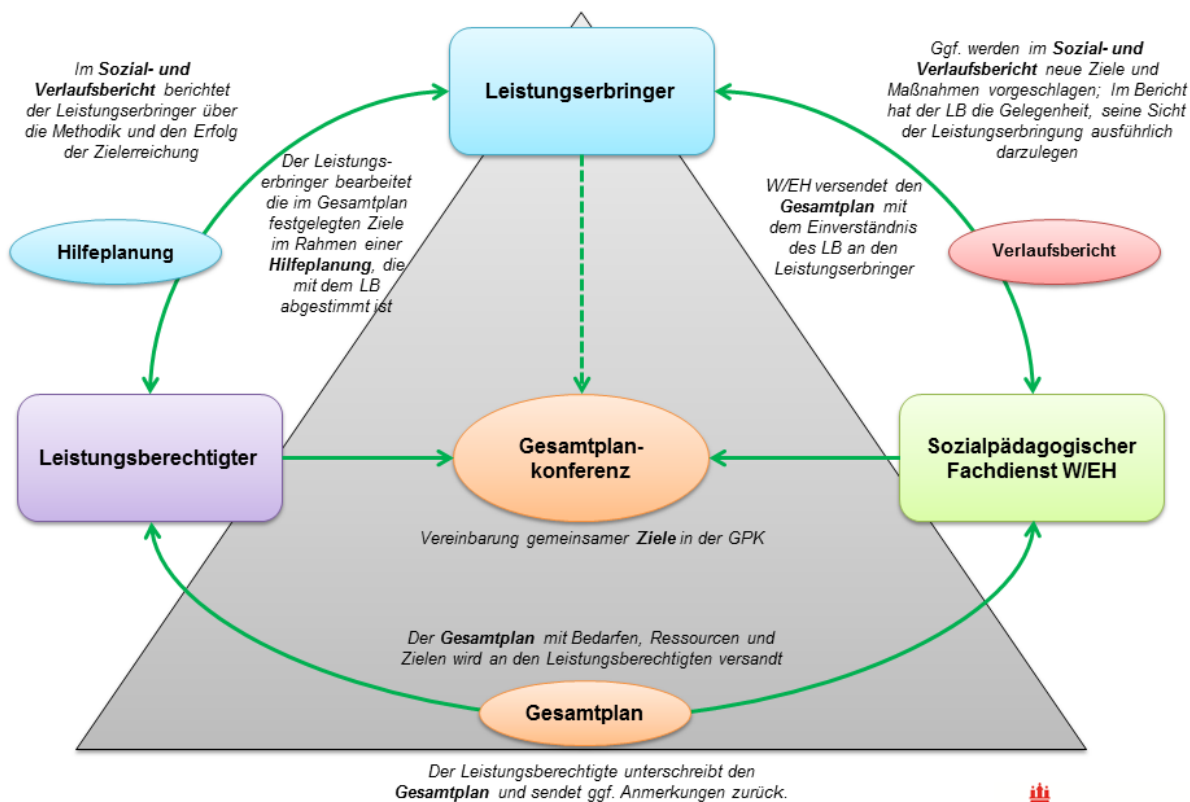 Im Sozial- und
Verlaufsbericht berichtet
der Leistungserbringer über
die Methodik und den Erfolg
der Zielerreichung
Leistungserbringer
Ggf. werden im Sozial- und
Verlaufsbericht neue Ziele und
Maßnahmen vorgeschlagen; Im Bericht
hat der LB die Gelegenheit, seine Sicht
der Leistungserbringung ausführlich
darzulegen
Der Leistungs-
erbringer bearbeitet
die im Gesamtplan
festgelegten Ziele
im Rahmen einer
Hilfeplanung, die
mit dem LB
abgestimmt ist
W/EH versendet den
Gesamtplan mit
dem Einverständnis
des LB an den
Leistungserbringer
Hilfeplanung
Verlaufsbericht
Leistungsberechtigter
Gesamtplan-
konferenz
Sozialpädagogischer
Fachdienst W/EH
Vereinbarung gemeinsamer Ziele in der GPK
Der Gesamtplan mit Bedarfen, Ressourcen und
Zielen wird an den Leistungsberechtigten versandt
Gesamtplan
Der Leistungsberechtigte unterschreibt den
Gesamtplan und sendet ggf. Anmerkungen zurück.